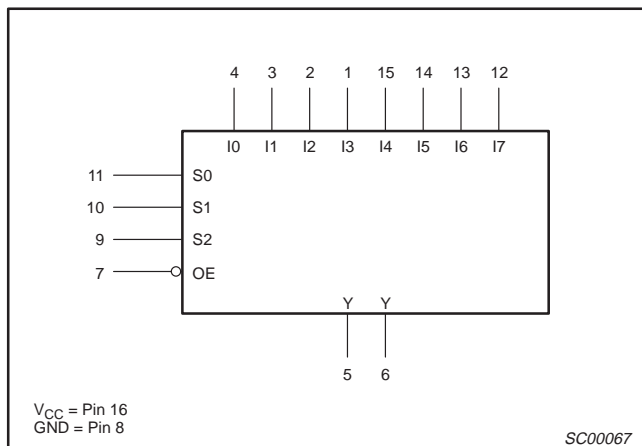 4 3 2 1 15 14 13 12
I0 I1 I2 I3 I4 I5 I6 I7
11 S0
10 S1
9 S2
7 OE
Y Y
5 6
VCC = Pin 16
GND = Pin 8
SC00067